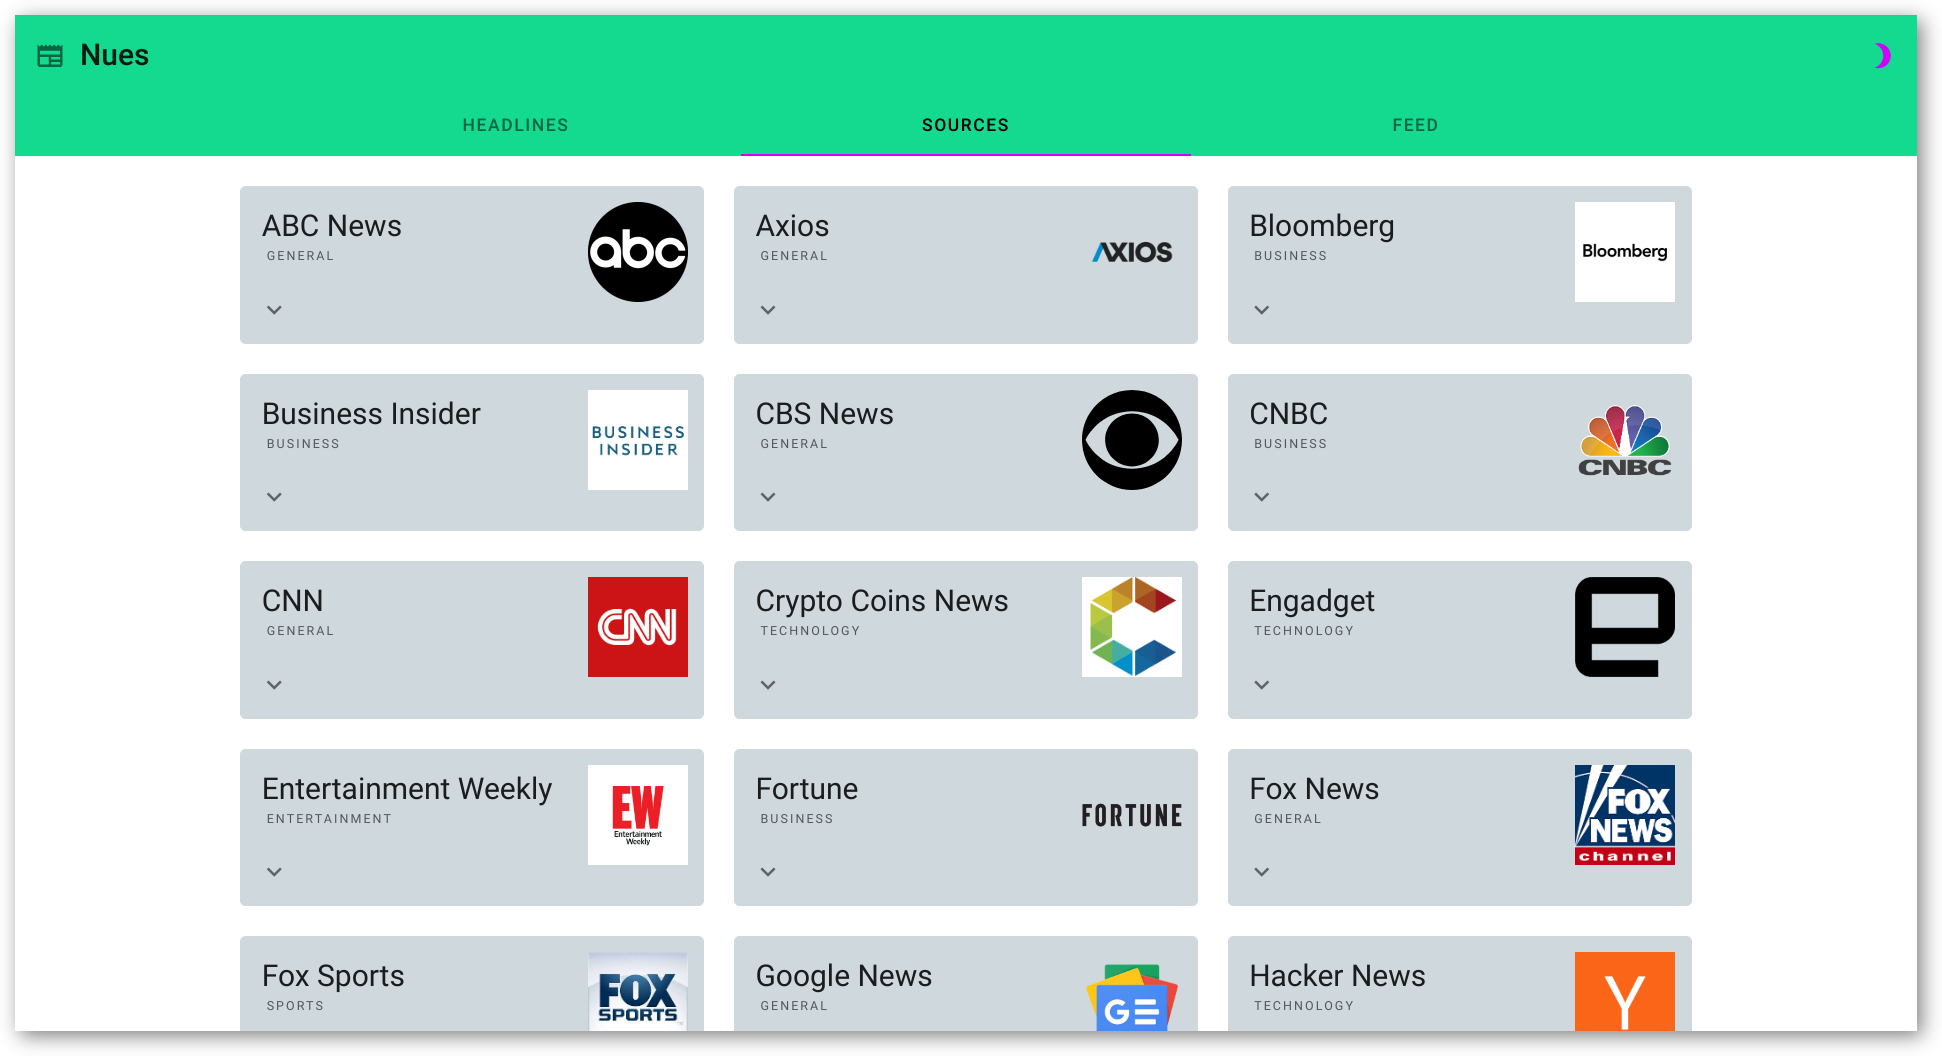 Nues
HEADLINES
SOURCES
FEED
ABC News
GENERAL
abc
Axios
GENERAL
AXIOS
Bloomberg
BUSINESS
Bloomberg
Business Insider
BUSINESS
BUSINESS
INSIDER
CBS News
GENERAL
CNBC
BUSINESS
CNBC
CNN
GENERAL
CNN
Crypto Coins News
TECHNOLOGY
Engadget
TECHNOLOGY
e
Entertainment Weekly
ENTERTAINMENT
EW
Entertainment
Weekly
Fortune
BUSINESS
FORTUNE
Fox News
GENERAL
FOX
NEWS
channel
Fox Sports
SPORTS
FOX
SPORTS
Google News
GENERAL
G
Hacker News
TECHNOLOGY
Y